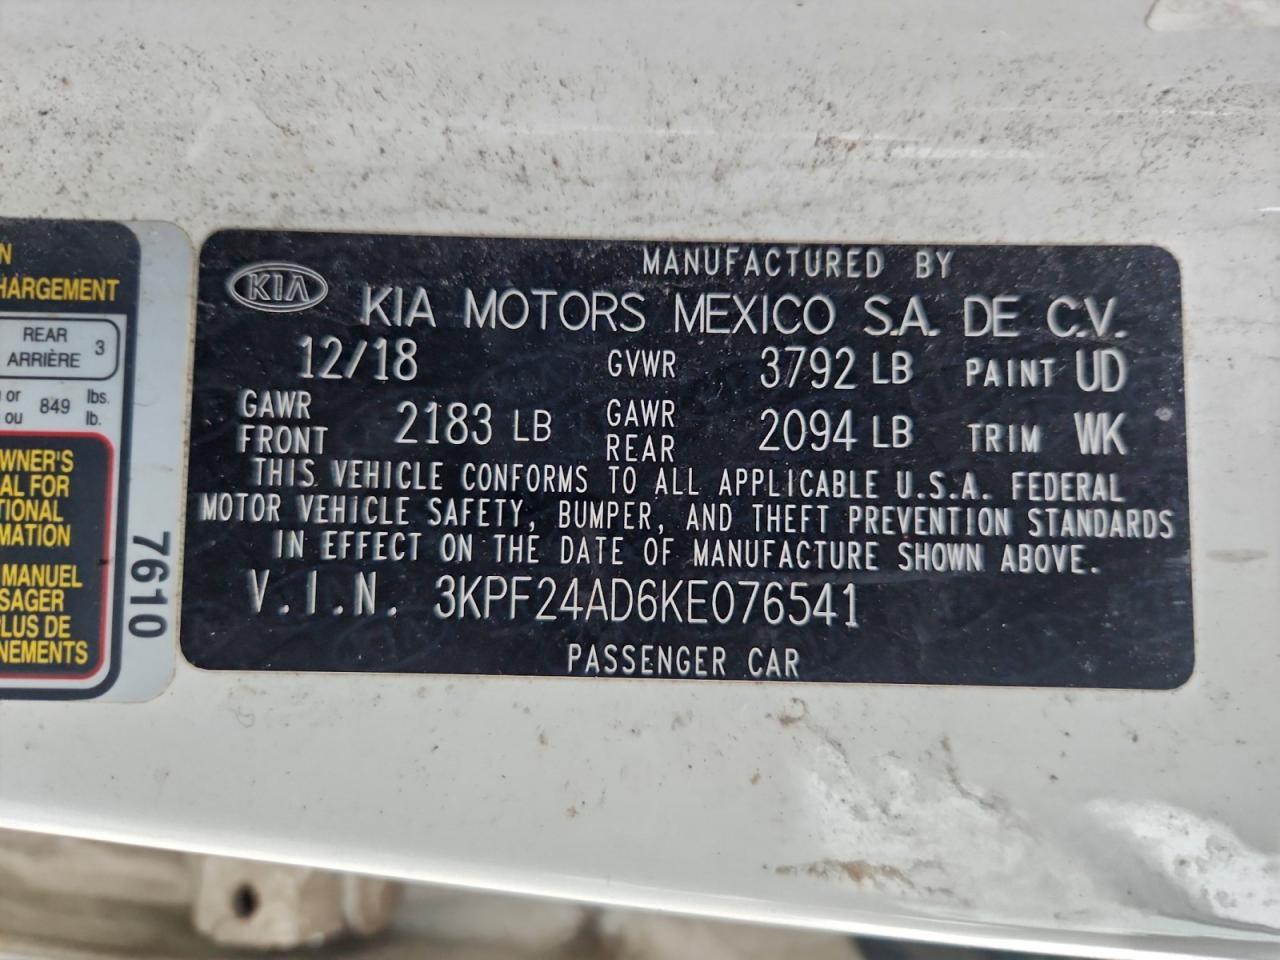 N
HARGEMENT
REAR
ARRIÈRE 3
or
ou 849 lbs.
lb.
WNER'S
AL FOR
TIONAL
MATION
MANUEL
SAGER
PLUS DE
NEMENTS
7610
MANUFACTURED BY
KIA KIA MOTORS MEXICO S.A. DE C.V.
12/18 GVWR 3792 LB PAINT UD
GAWR FRONT 2183 LB GAWR REAR 2094 LB TRIM WK
THIS VEHICLE CONFORMS TO ALL APPLICABLE U.S.A. FEDERAL
MOTOR VEHICLE SAFETY, BUMPER, AND THEFT PREVENTION STANDARDS
IN EFFECT ON THE DATE OF MANUFACTURE SHOWN ABOVE.
V.I.N. 3KPF24AD6KE076541
PASSENGER CAR